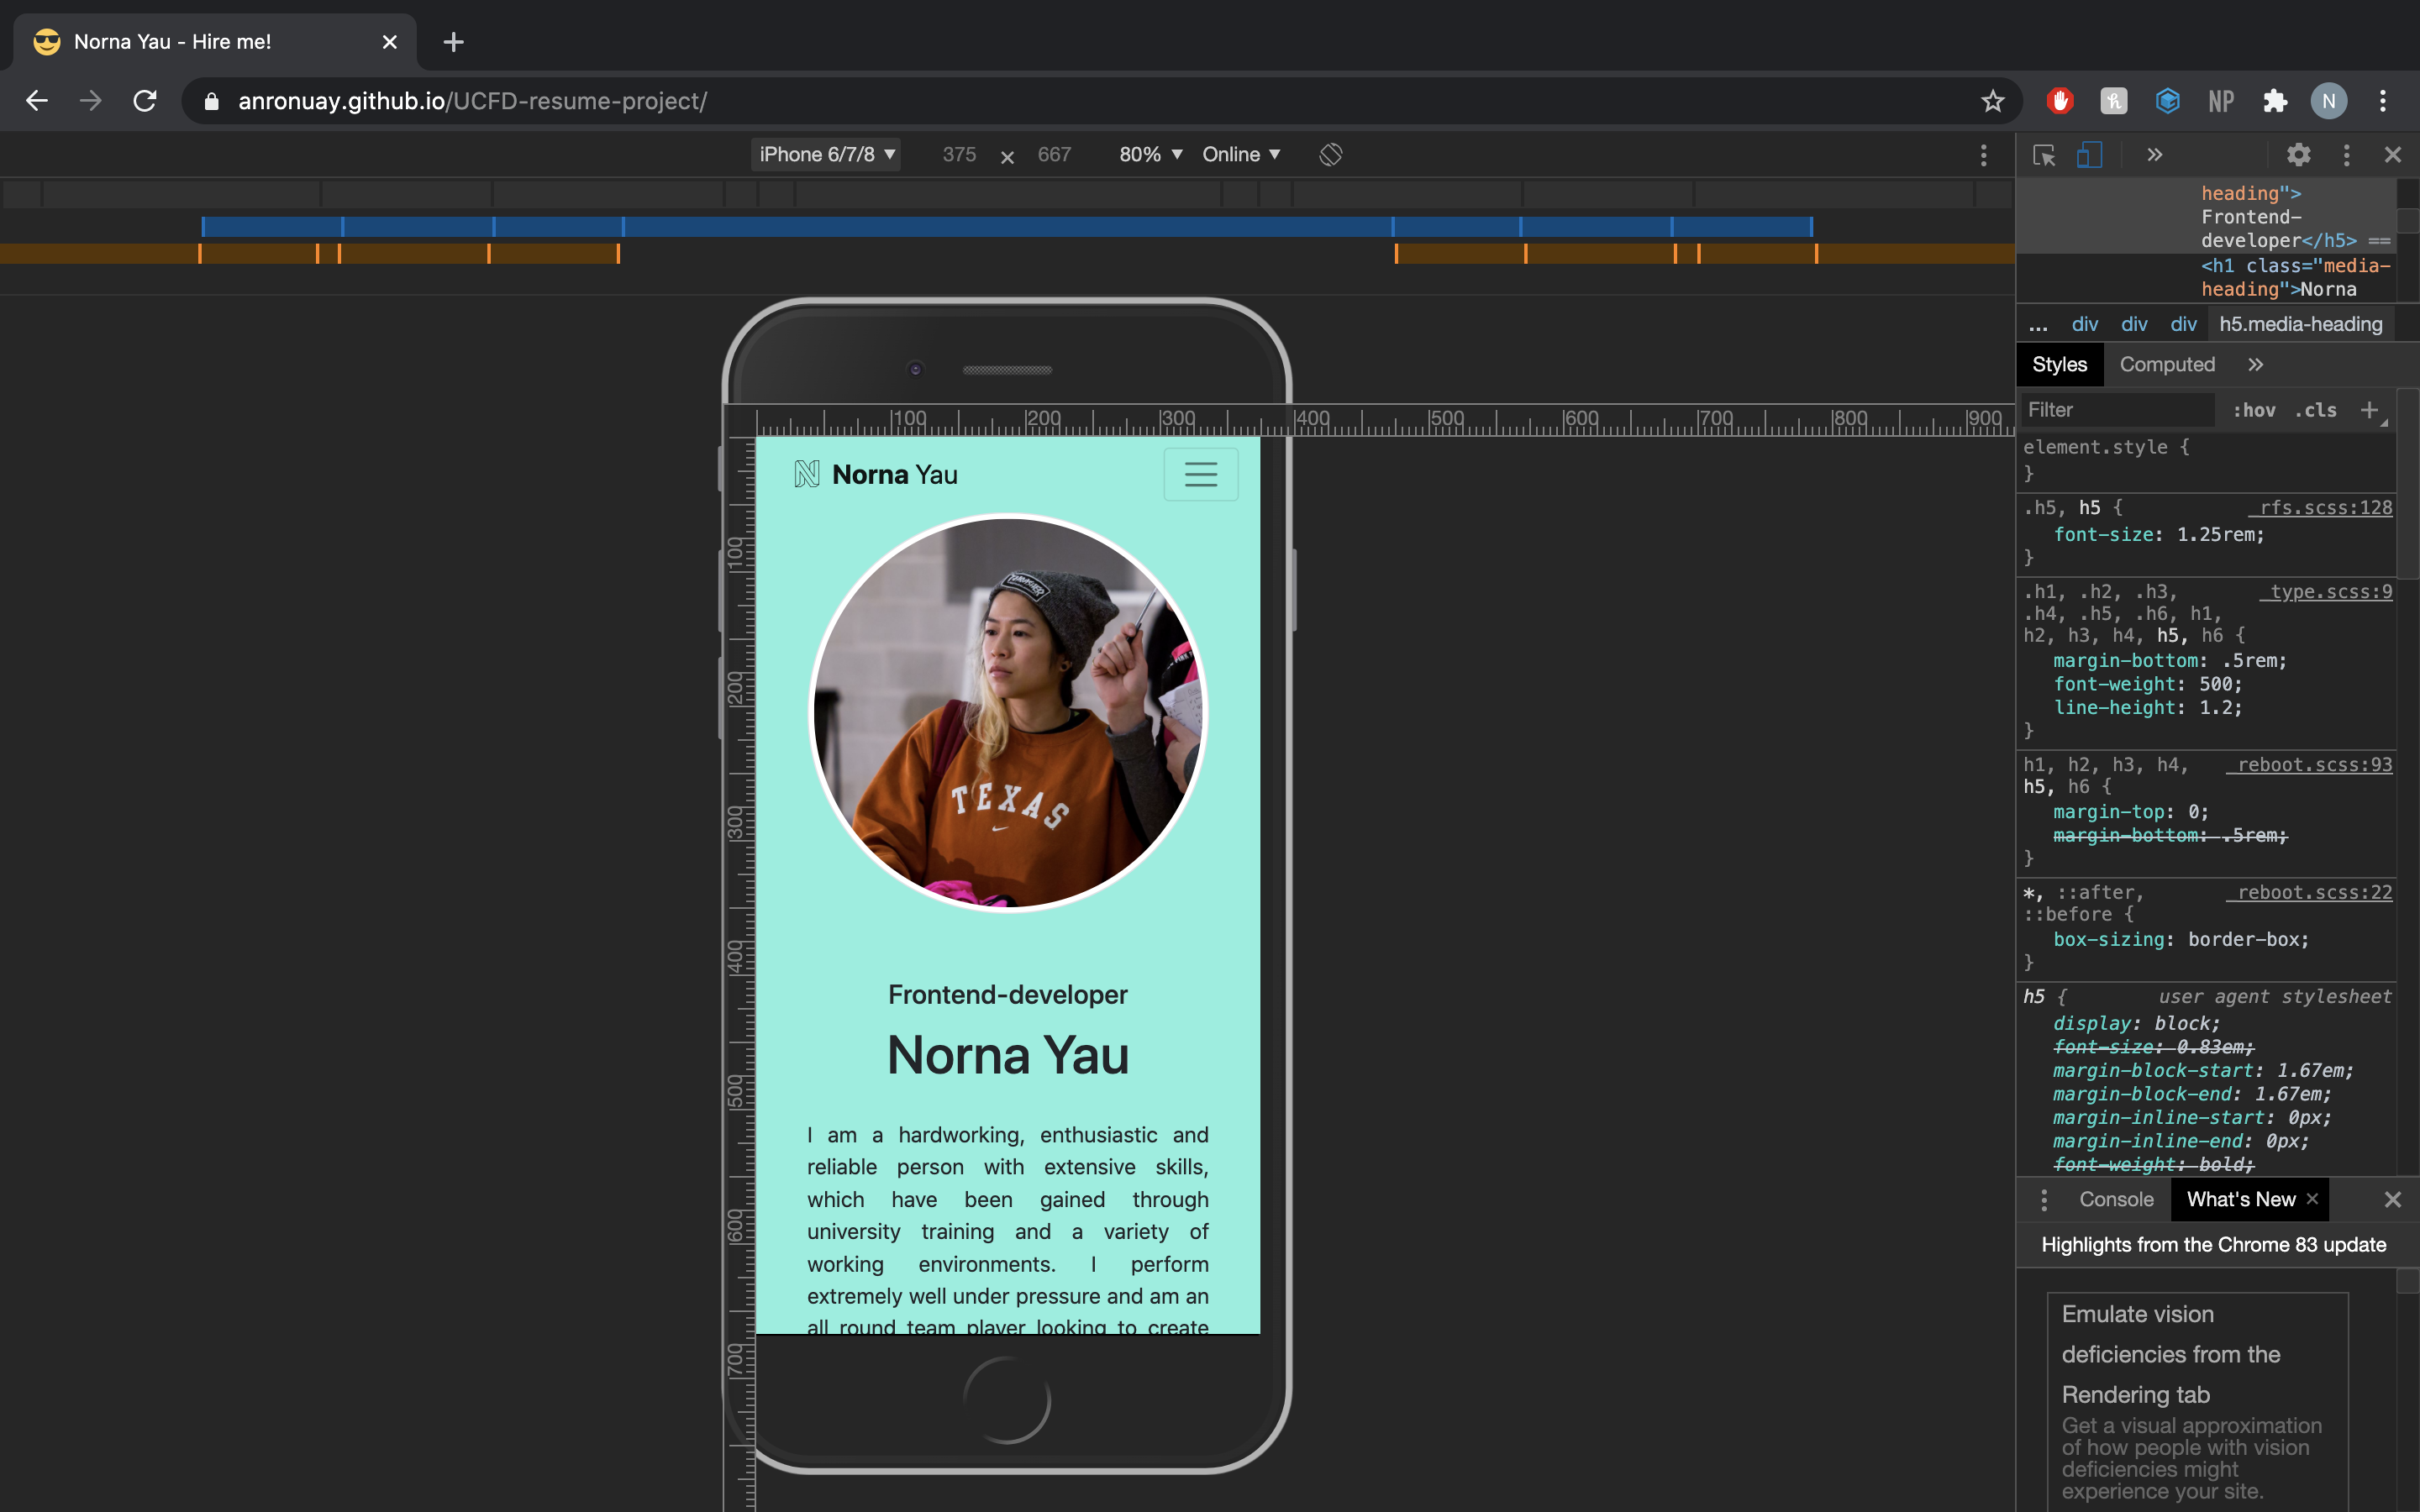 Norna Yau - Hire me!
anronuay.github.io/UCFD-resume-project/
NP
N
iPhone 6/7/8 ▼ 375 × 667 80% ▼ Online ▼
heading">
Frontend-
developer</h5> ==
<h1 class="media-
heading">Norna
... div div div h5.media-heading
Styles Computed »
Filter :hov .cls +
element.style {
}
.h5, h5 { _rfs.scss:128
font-size: 1.25rem;
}
.h1, .h2, .h3, _type.scss:9
.h4, .h5, .h6, h1,
h2, h3, h4, h5, h6 {
margin-bottom: .5rem;
font-weight: 500;
line-height: 1.2;
}
h1, h2, h3, h4, _reboot.scss:93
h5, h6 {
margin-top: 0;
margin-bottom: .5rem;
}
*, ::after, _reboot.scss:22
::before {
box-sizing: border-box;
}
h5 { user agent stylesheet
display: block;
font-size: 0.83em;
margin-block-start: 1.67em;
margin-block-end: 1.67em;
margin-inline-start: 0px;
margin-inline-end: 0px;
font-weight: bold;
Console What's New ×
Highlights from the Chrome 83 update
Emulate vision
deficiencies from the
Rendering tab
Get a visual approximation
of how people with vision
deficiencies might
experience your site.
100 200 300 400 500 600 700 800 900
100
200
300
400
500
600
700
N Norna Yau
THRASHER
TEXAS
Frontend-developer
Norna Yau
I am a hardworking, enthusiastic and
reliable person with extensive skills,
which have been gained through
university training and a variety of
working environments. I perform
extremely well under pressure and am an
all round team player looking to create